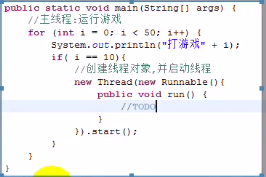 public static void main(String[] args) {
//主线程:运行游戏
for (int i = 0; i < 50; i++) {
System.out.println("打游戏" + i);
if( i == 10){
//创建线程对象,并启动线程
new Thread(new Runnable(){
public void run() {
//TODO
}
}).start();
}
}
}